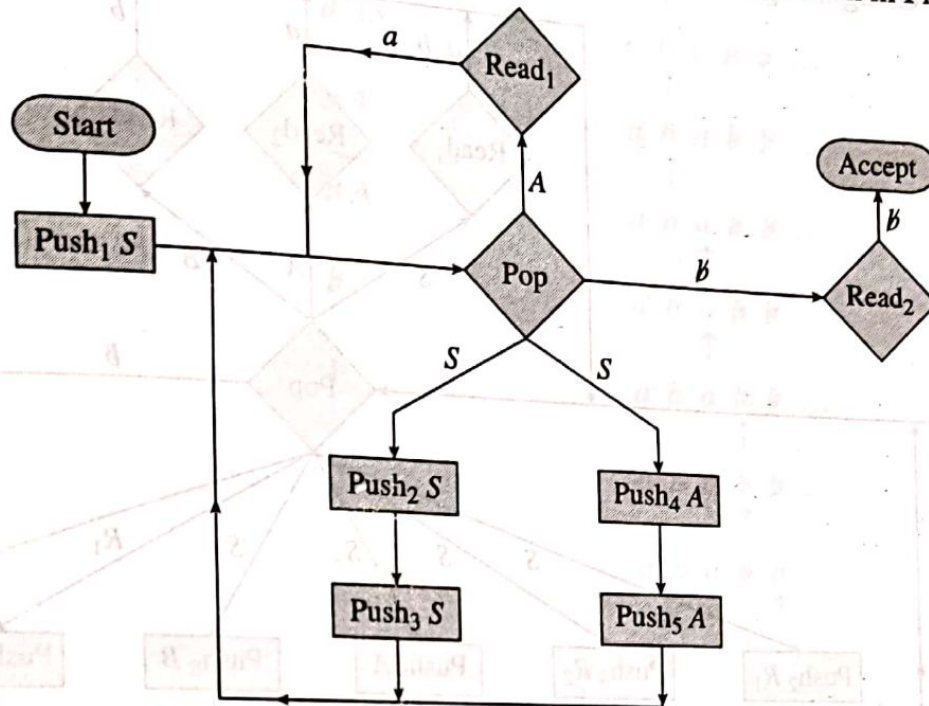 a
Read₁
Start
Accept
A
ƀ
Push₁ S
Pop
ƀ
Read₂
S
S
Push₂ S
Push₄ A
Push₃ S
Push₅ A